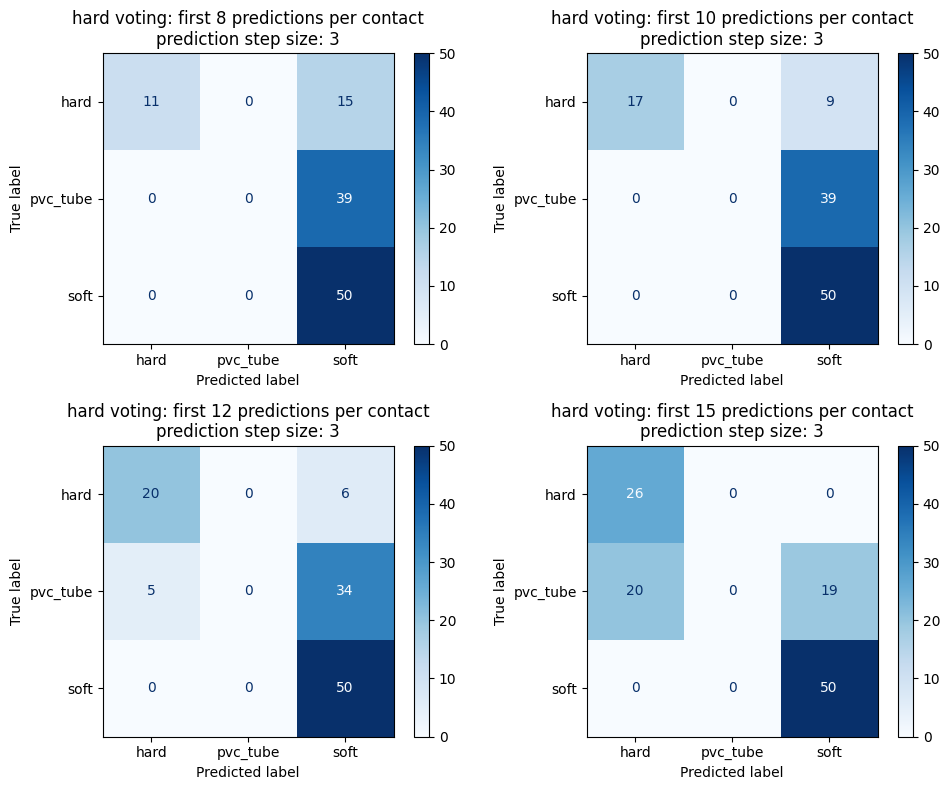 hard voting: first 8 predictions per contact
prediction step size: 3
hard
pvc_tube
soft
True label
11 0 15
0 0 39
0 0 50
hard pvc_tube soft
Predicted label
50
40
30
20
10
0
hard voting: first 10 predictions per contact
prediction step size: 3
hard
pvc_tube
soft
True label
17 0 9
0 0 39
0 0 50
hard pvc_tube soft
Predicted label
50
40
30
20
10
0
hard voting: first 12 predictions per contact
prediction step size: 3
hard
pvc_tube
soft
True label
20 0 6
5 0 34
0 0 50
hard pvc_tube soft
Predicted label
50
40
30
20
10
0
hard voting: first 15 predictions per contact
prediction step size: 3
hard
pvc_tube
soft
True label
26 0 0
20 0 19
0 0 50
hard pvc_tube soft
Predicted label
50
40
30
20
10
0